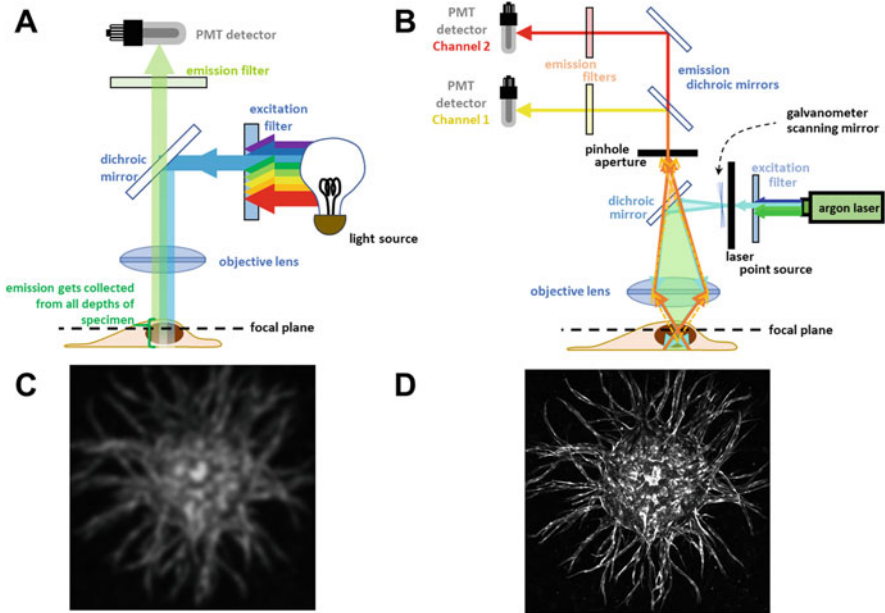 A
PMT detector
emission filter
excitation
filter
dichroic
mirror
light source
objective lens
emission gets collected
from all depths of
specimen
focal plane
B
PMT
detector
Channel 2
emission
filters
emission
dichroic mirrors
PMT
detector
Channel 1
galvanometer
scanning mirror
pinhole
aperture
excitation
filter
dichroic
mirror
argon laser
laser
point source
objective lens
focal plane
C
D